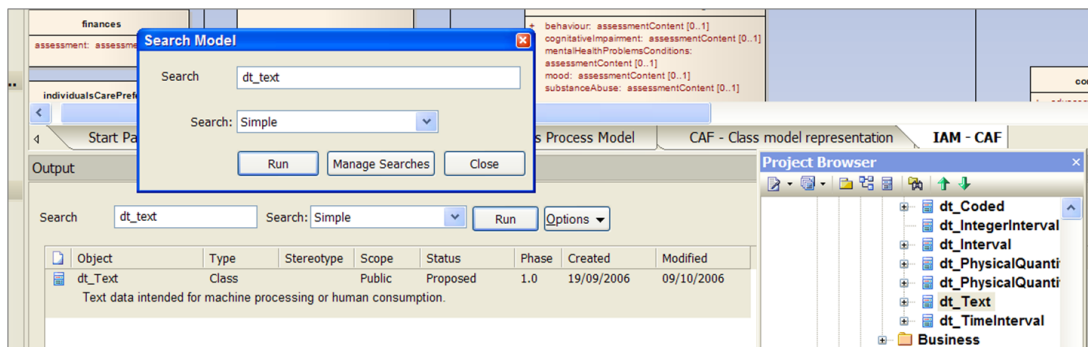 finances
assessment: assessme
individualsCarePrefe
+ behaviour: assessmentContent [0..1]
cognitativeImpairment: assessmentContent [0..1]
mentalHealthProblemsConditions:
assessmentContent [0..1]
mood: assessmentContent [0..1]
substanceAbuse: assessmentContent [0..1]
Search Model
Search dt_text
Search: Simple
Run Manage Searches Close
Start Pa s Process Model CAF - Class model representation IAM - CAF
Output
Search dt_text Search: Simple Run Options
Object Type Stereotype Scope Status Phase Created Modified
dt_Text Class Public Proposed 1.0 19/09/2006 09/10/2006
Text data intended for machine processing or human consumption.
Project Browser
dt_Coded
dt_IntegerInterval
dt_Interval
dt_PhysicalQuanti
dt_PhysicalQuanti
dt_Text
dt_TimeInterval
Business